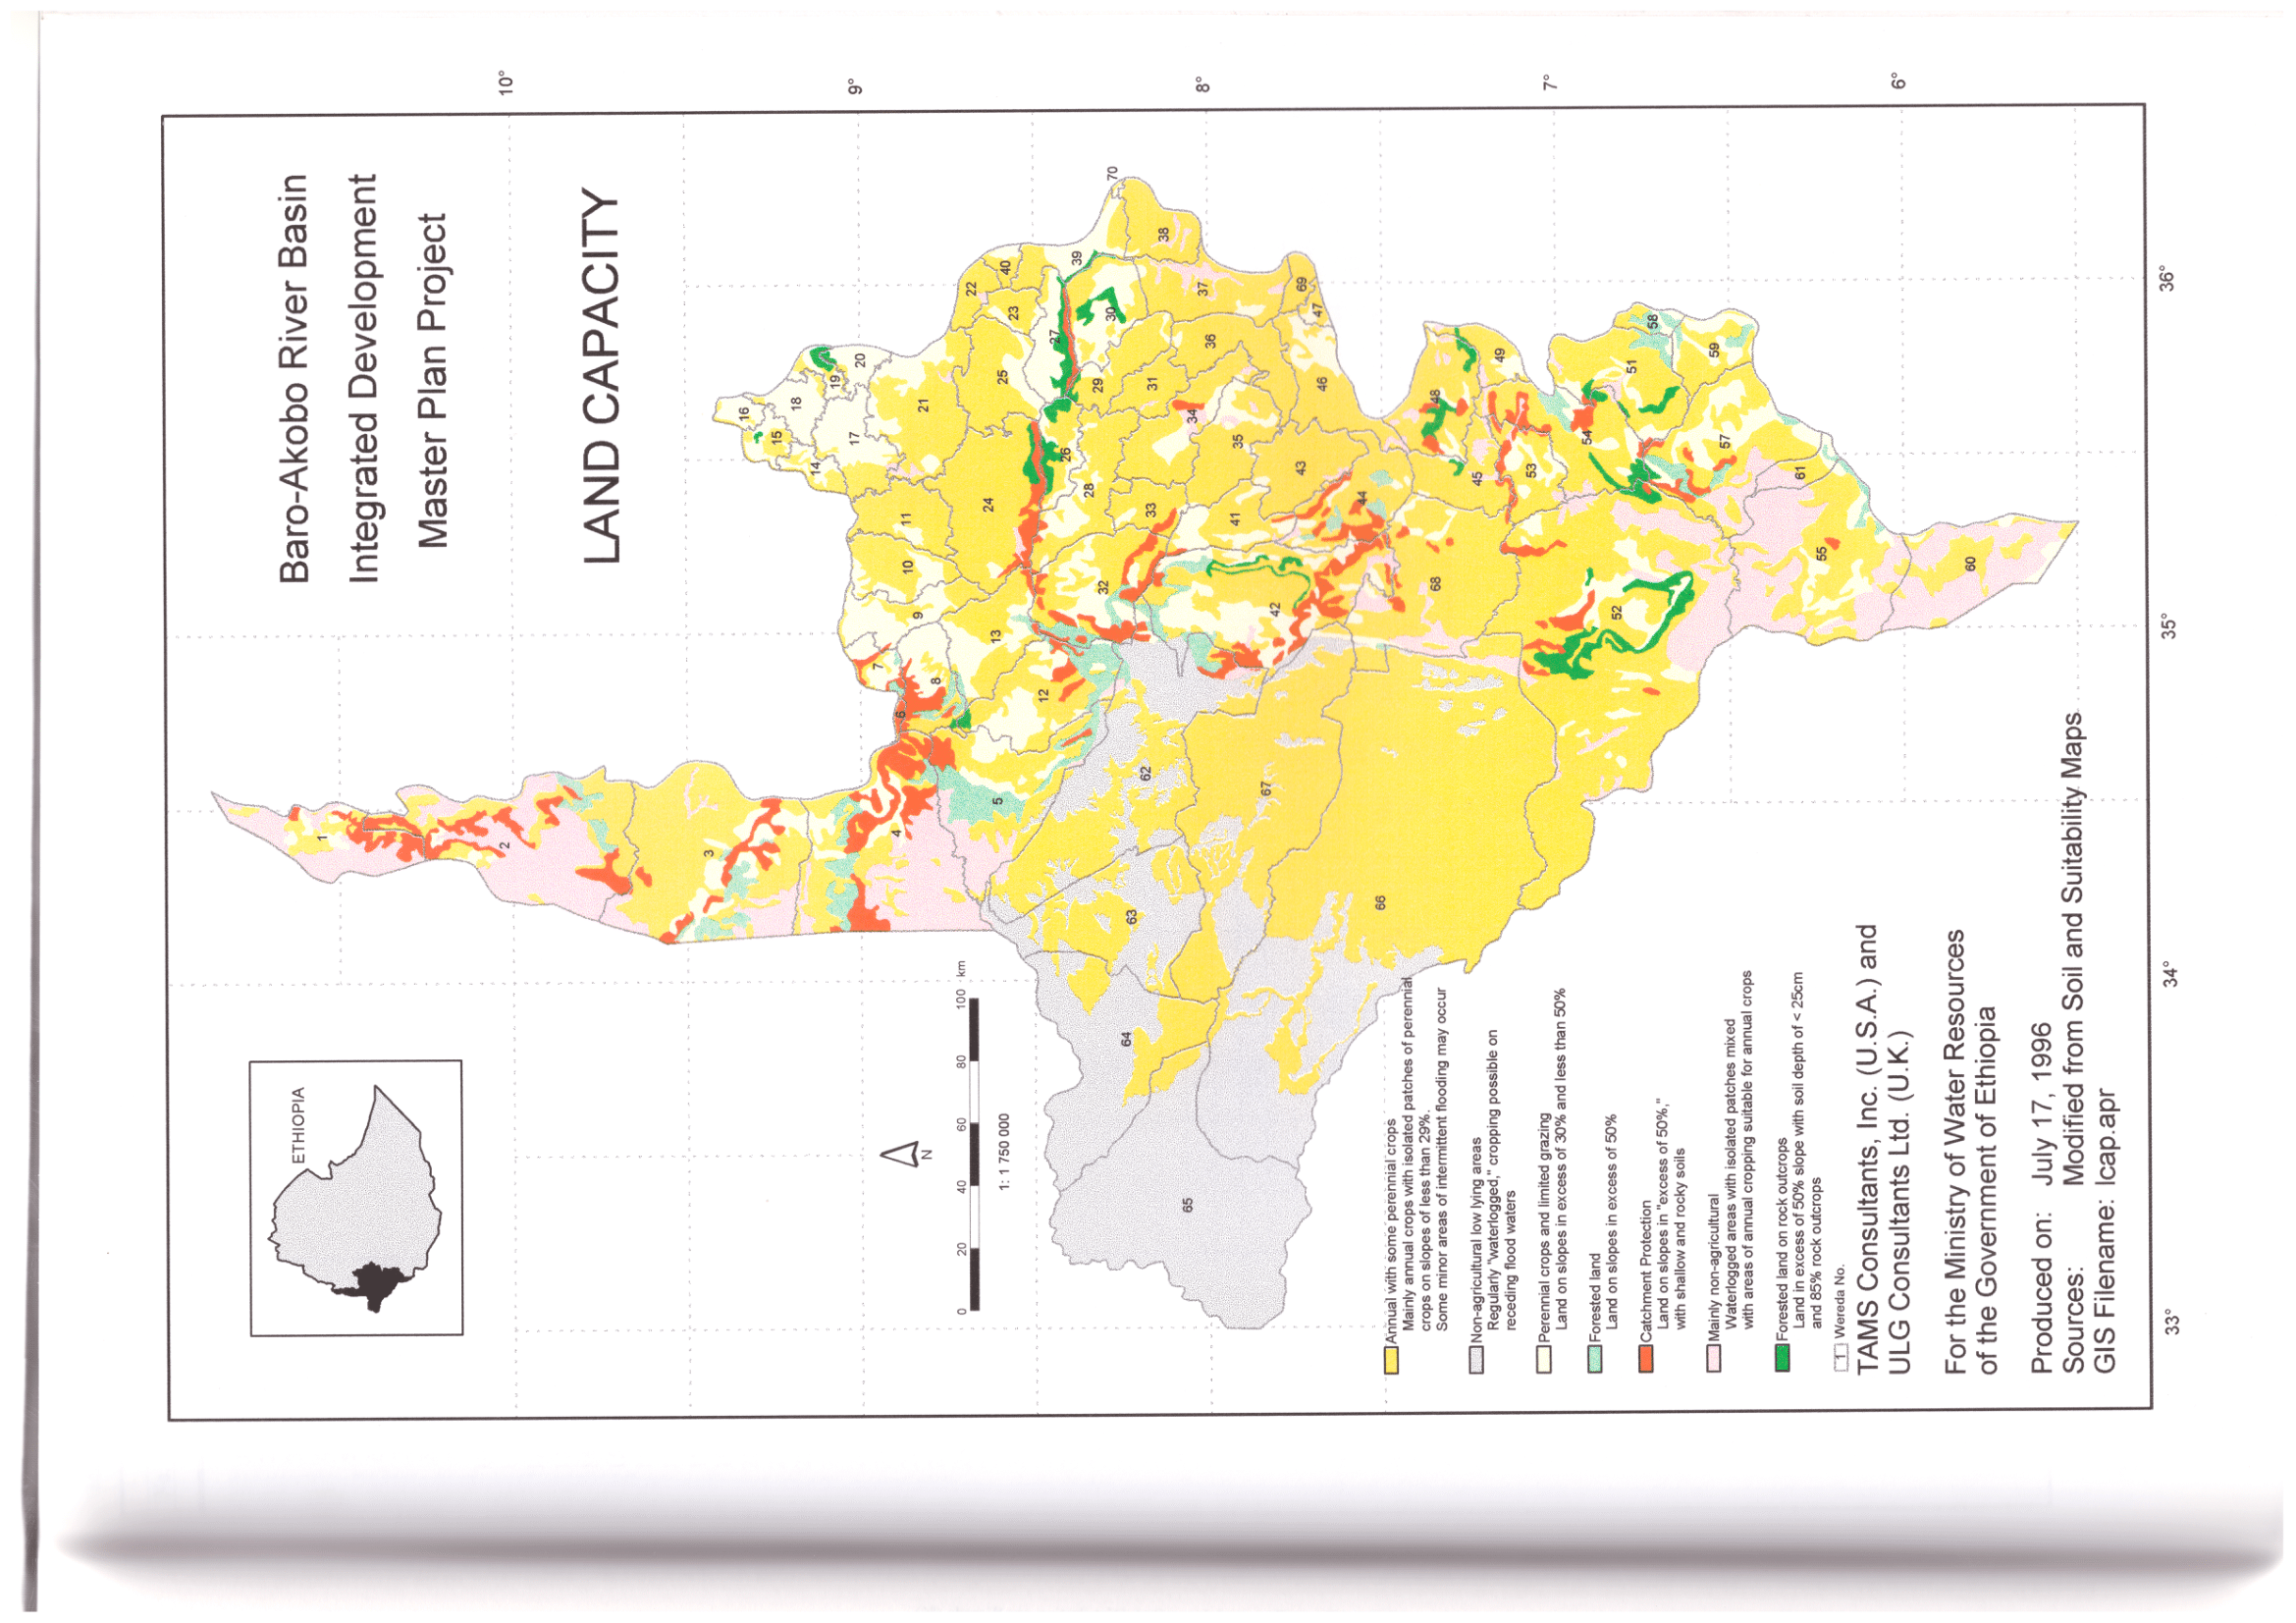 Baro-Akobo River Basin
Integrated Development
Master Plan Project
LAND CAPACITY
ETHIOPIA
N
0 20 40 60 80 100 km
1: 1 750 000
10°
9°
8°
7°
6°
33°
34°
35°
36°
1
2
3
4
5
6
7
8
9
10
11
12
13
14
15
16
17
18
19
20
21
22
23
24
25
26
27
28
29
30
31
32
33
34
35
36
37
38
39
40
41
42
43
44
45
46
47
48
49
51
52
53
54
55
57
58
59
60
61
62
63
64
65
66
67
68
69
70
Annual with some perennial crops
Mainly annual crops with isolated patches of perennial
crops on slopes of less than 29%.
Some minor areas of intermittent flooding may occur
Non-agricultural low lying areas
Regularly "waterlogged," cropping possible on
receding flood waters
Perennial crops and limited grazing
Land on slopes in excess of 30% and less than 50%
Forested land
Land on slopes in excess of 50%
Catchment Protection
Land on slopes in "excess of 50%,"
with shallow and rocky soils
Mainly non-agricultural
Waterlogged areas with isolated patches mixed
with areas of annual cropping suitable for annual crops
Forested land on rock outcrops
Land in excess of 50% slope with soil depth of < 25cm
and 85% rock outcrops
1 Wereda No.
TAMS Consultants, Inc. (U.S.A.) and
ULG Consultants Ltd. (U.K.)
For the Ministry of Water Resources
of the Government of Ethiopia
Produced on: July 17, 1996
Sources: Modified from Soil and Suitability Maps
GIS Filename: lcap.apr